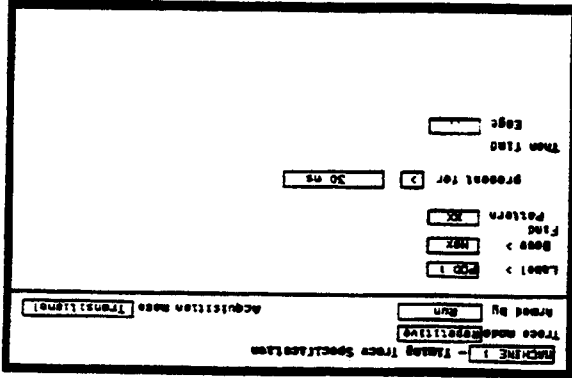 MACHINE 1 - Timing Trace Specification
Trace mode Repetitive
Armed By Run Acquisition mode Transitional
Label > POD 1
Base > Hex
Find
Pattern XX
present for > 30 ns
Then find
Edge ..